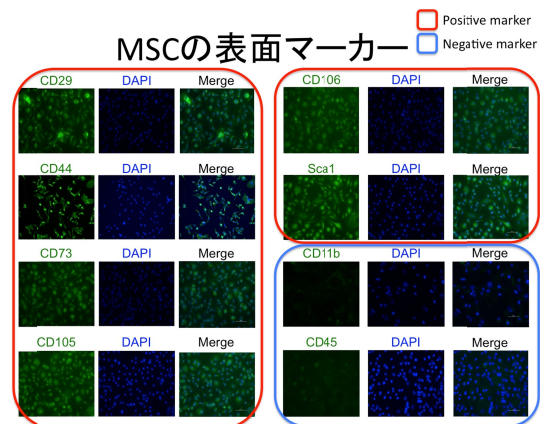 Positive marker
Negative marker
MSCの表面マーカー
CD29 DAPI Merge
CD44 DAPI Merge
CD73 DAPI Merge
CD105 DAPI Merge
CD106 DAPI Merge
Sca1 DAPI Merge
CD11b DAPI Merge
CD45 DAPI Merge